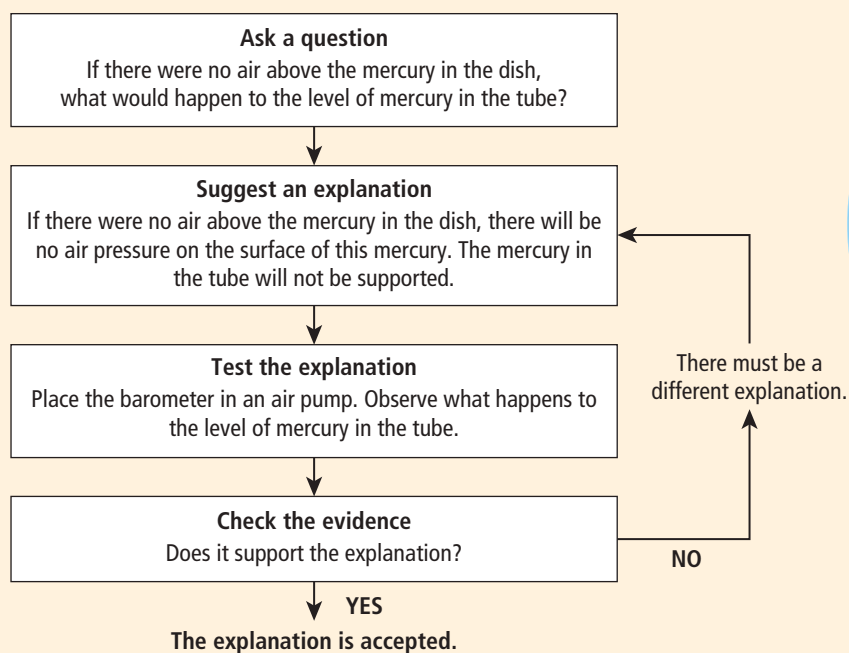 Ask a question
If there were no air above the mercury in the dish,
what would happen to the level of mercury in the tube?
Suggest an explanation
If there were no air above the mercury in the dish, there will be
no air pressure on the surface of this mercury. The mercury in
the tube will not be supported.
Test the explanation
Place the barometer in an air pump. Observe what happens to
the level of mercury in the tube.
There must be a
different explanation.
Check the evidence
Does it support the explanation?
NO
YES
The explanation is accepted.